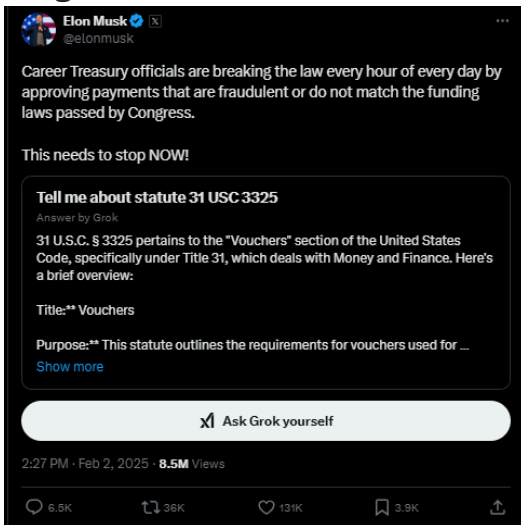 Elon Musk X
@elonmusk
Career Treasury officials are breaking the law every hour of every day by
approving payments that are fraudulent or do not match the funding
laws passed by Congress.
This needs to stop NOW!
Tell me about statute 31 USC 3325
Answer by Grok
31 U.S.C. § 3325 pertains to the "Vouchers" section of the United States
Code, specifically under Title 31, which deals with Money and Finance. Here's
a brief overview:
Title:** Vouchers
Purpose:** This statute outlines the requirements for vouchers used for ...
Show more
Ask Grok yourself
2:27 PM · Feb 2, 2025 · 8.5M Views
6.5K 36K 131K 3.9K